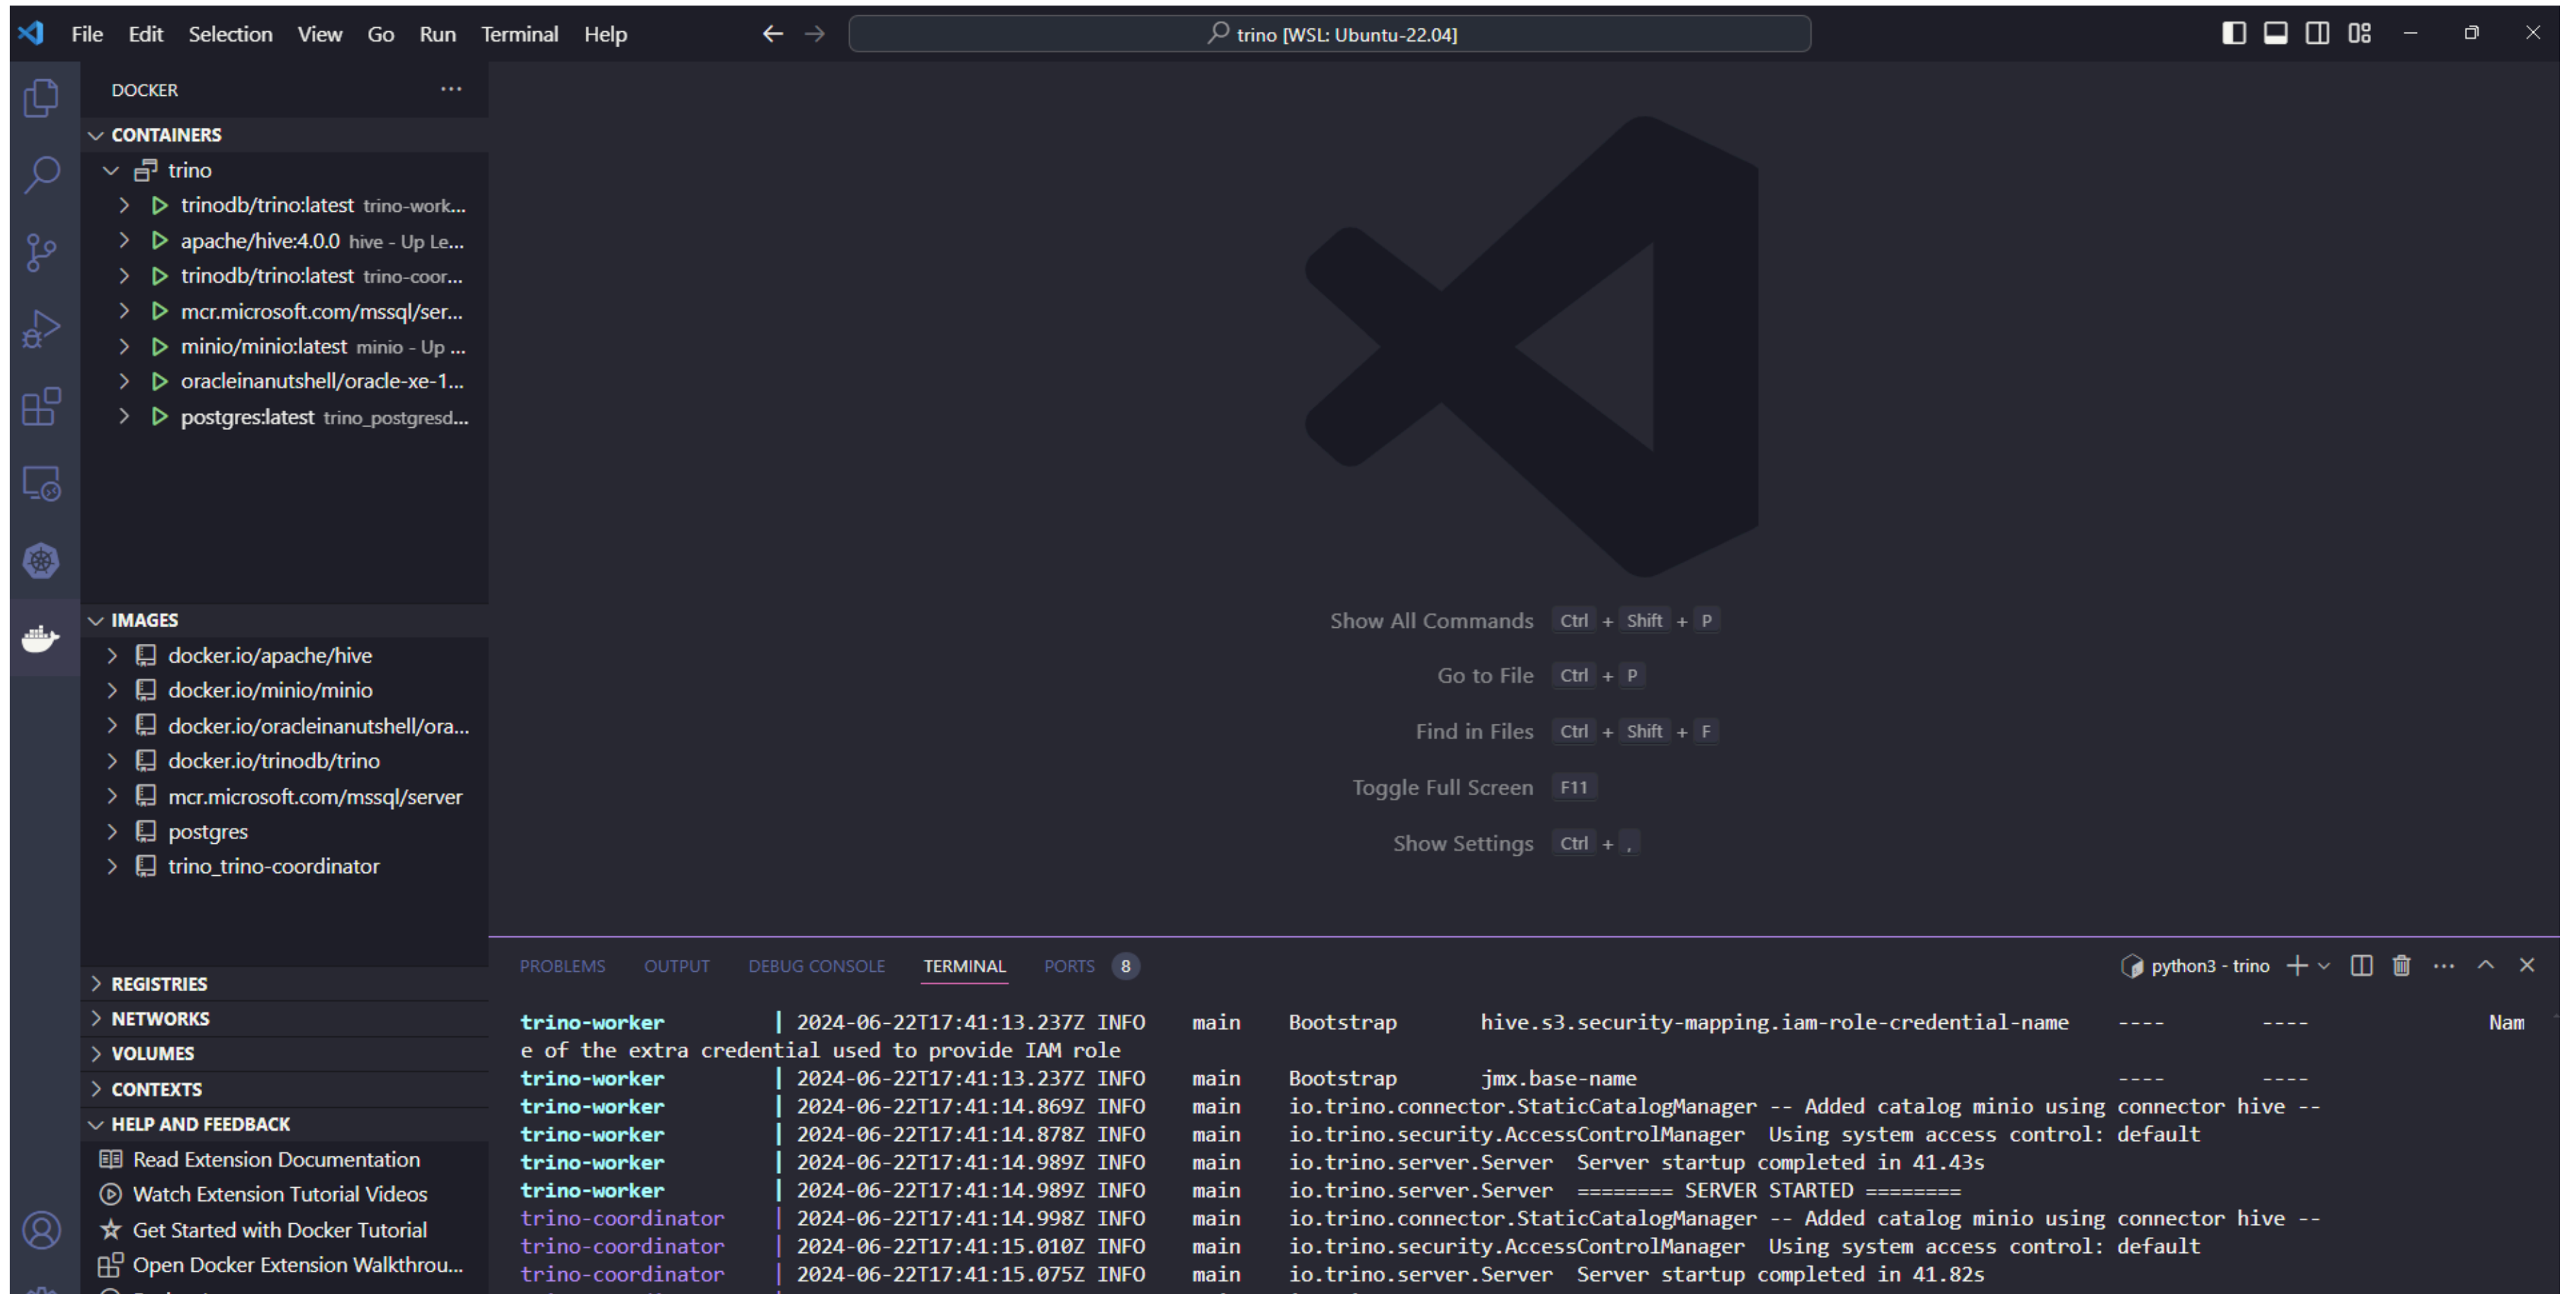 File Edit Selection View Go Run Terminal Help
trino [WSL: Ubuntu-22.04]
DOCKER
CONTAINERS
trino
trinodb/trino:latest trino-work...
apache/hive:4.0.0 hive - Up Le...
trinodb/trino:latest trino-coor...
mcr.microsoft.com/mssql/ser...
minio/minio:latest minio - Up ...
oracleinanutshell/oracle-xe-1...
postgres:latest trino_postgresd...
IMAGES
docker.io/apache/hive
docker.io/minio/minio
docker.io/oracleinanutshell/ora...
docker.io/trinodb/trino
mcr.microsoft.com/mssql/server
postgres
trino_trino-coordinator
REGISTRIES
NETWORKS
VOLUMES
CONTEXTS
HELP AND FEEDBACK
Read Extension Documentation
Watch Extension Tutorial Videos
Get Started with Docker Tutorial
Open Docker Extension Walkthrou...
Show All Commands Ctrl + Shift + P
Go to File Ctrl + P
Find in Files Ctrl + Shift + F
Toggle Full Screen F11
Show Settings Ctrl + ,
PROBLEMS OUTPUT DEBUG CONSOLE TERMINAL PORTS 8
python3 - trino
trino-worker | 2024-06-22T17:41:13.237Z INFO main Bootstrap hive.s3.security-mapping.iam-role-credential-name ---- ---- Nam
e of the extra credential used to provide IAM role
trino-worker | 2024-06-22T17:41:13.237Z INFO main Bootstrap jmx.base-name ---- ----
trino-worker | 2024-06-22T17:41:14.869Z INFO main io.trino.connector.StaticCatalogManager -- Added catalog minio using connector hive --
trino-worker | 2024-06-22T17:41:14.878Z INFO main io.trino.security.AccessControlManager Using system access control: default
trino-worker | 2024-06-22T17:41:14.989Z INFO main io.trino.server.Server Server startup completed in 41.43s
trino-worker | 2024-06-22T17:41:14.989Z INFO main io.trino.server.Server ======== SERVER STARTED ========
trino-coordinator | 2024-06-22T17:41:14.998Z INFO main io.trino.connector.StaticCatalogManager -- Added catalog minio using connector hive --
trino-coordinator | 2024-06-22T17:41:15.010Z INFO main io.trino.security.AccessControlManager Using system access control: default
trino-coordinator | 2024-06-22T17:41:15.075Z INFO main io.trino.server.Server Server startup completed in 41.82s